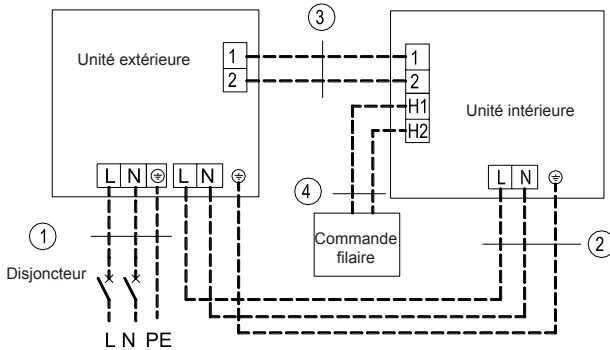 3
Unité extérieure
1
2
1
2
H1
H2
Unité intérieure
L N
L N
L N
4
1
Commande
filaire
2
Disjoncteur
L N PE